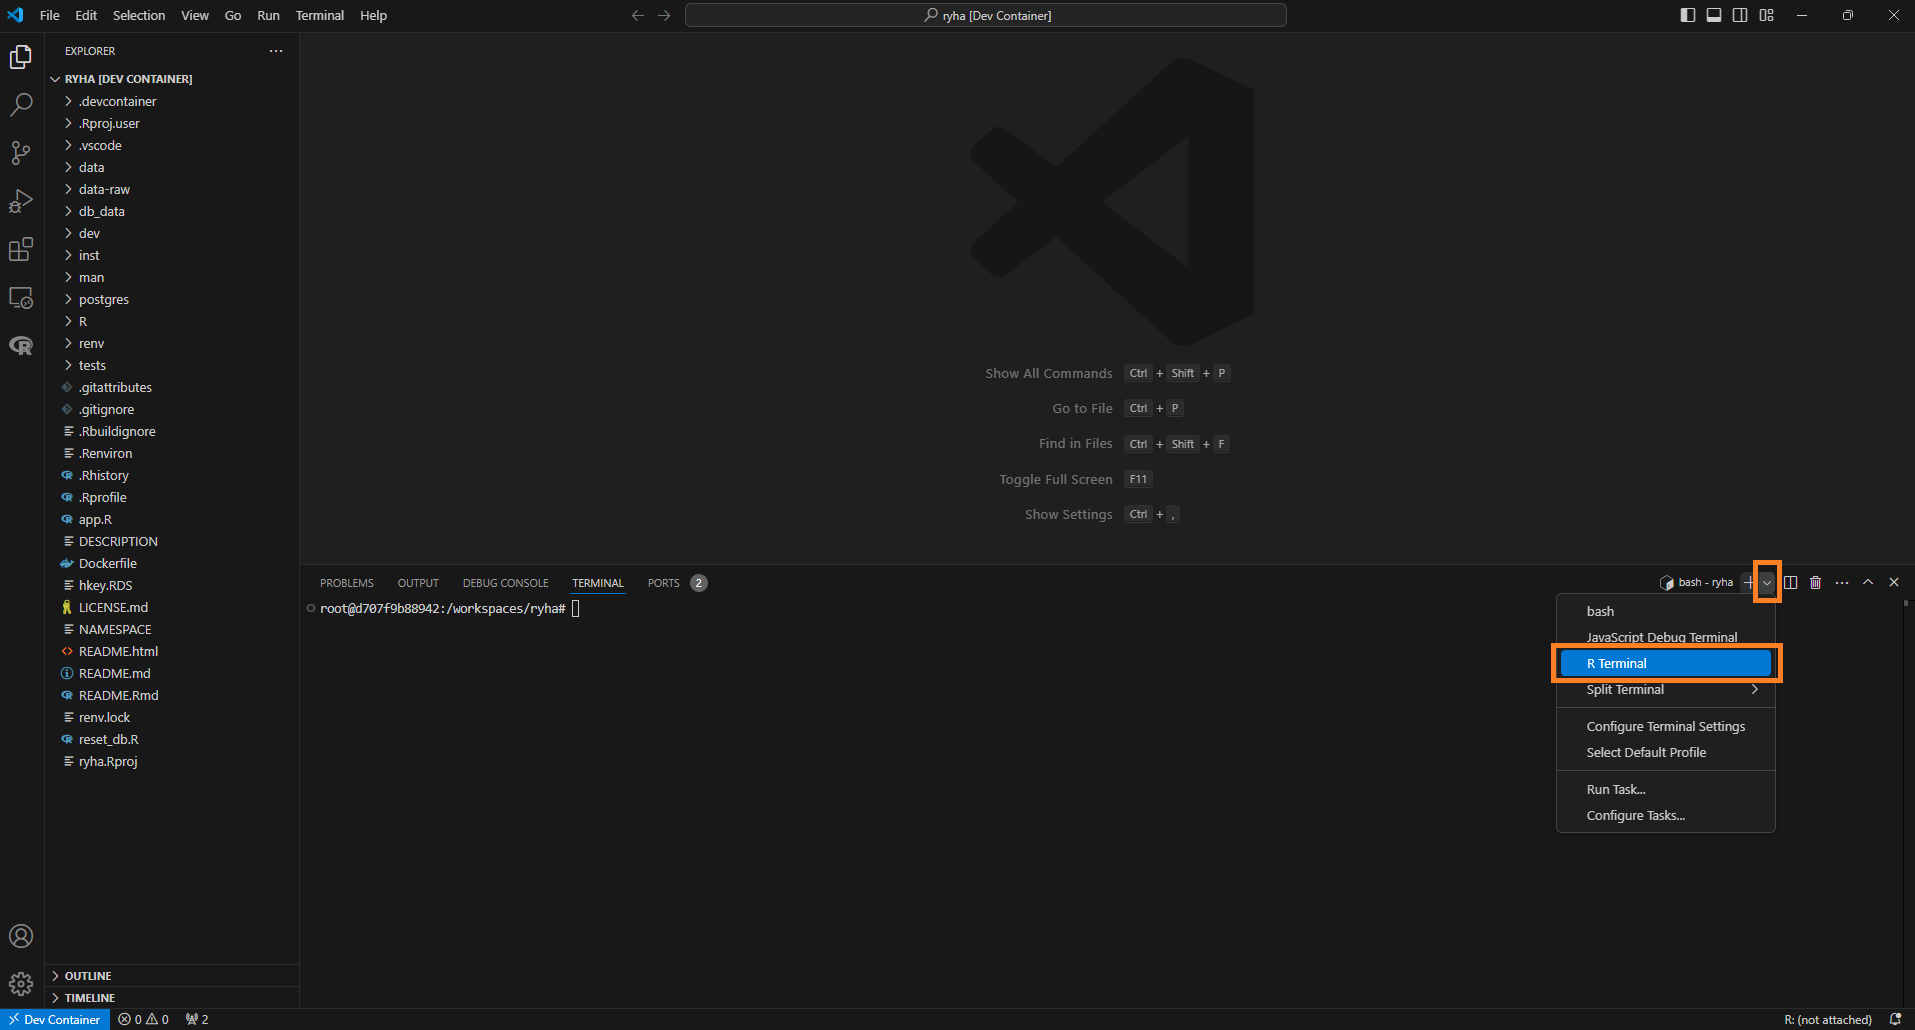 File Edit Selection View Go Run Terminal Help
ryha [Dev Container]
EXPLORER
RYHA [DEV CONTAINER]
.devcontainer
.Rproj.user
.vscode
data
data-raw
db_data
dev
inst
man
postgres
R
renv
tests
.gitattributes
.gitignore
.Rbuildignore
.Renviron
.Rhistory
.Rprofile
app.R
DESCRIPTION
Dockerfile
hkey.RDS
LICENSE.md
NAMESPACE
README.html
README.md
README.Rmd
renv.lock
reset_db.R
ryha.Rproj
OUTLINE
TIMELINE
Show All Commands Ctrl + Shift + P
Go to File Ctrl + P
Find in Files Ctrl + Shift + F
Toggle Full Screen F11
Show Settings Ctrl + ,
PROBLEMS OUTPUT DEBUG CONSOLE TERMINAL PORTS 2
bash - ryha
root@d707f9b88942:/workspaces/ryha#
bash
JavaScript Debug Terminal
R Terminal
Split Terminal
Configure Terminal Settings
Select Default Profile
Run Task...
Configure Tasks...
Dev Container 0 0 2
R: (not attached)